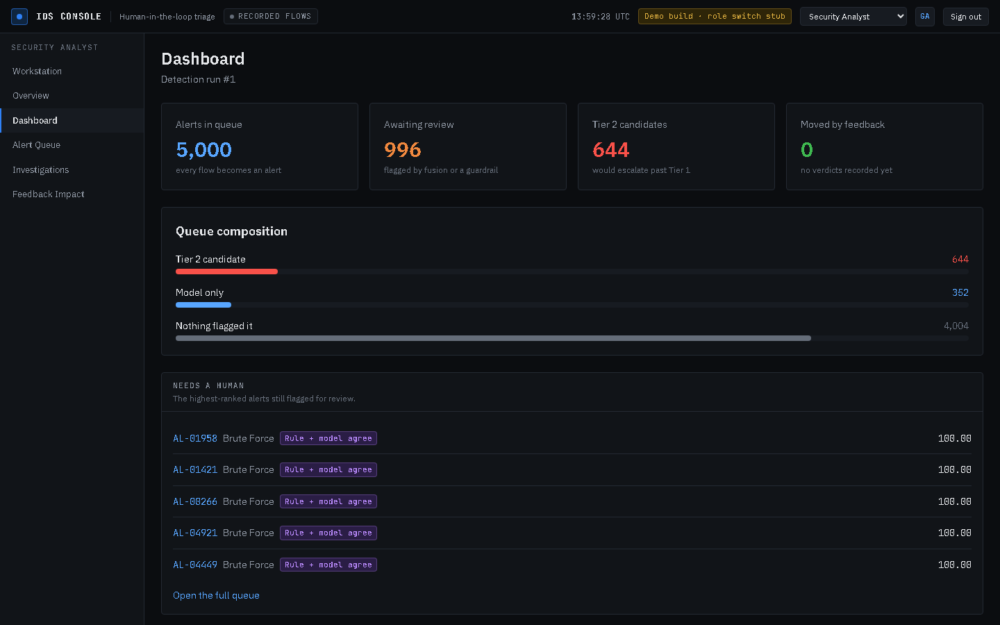 IDS CONSOLE Human-in-the-loop triage RECORDED FLOWS 13:59:28 UTC Demo build · role switch stub Security Analyst GA Sign out
SECURITY ANALYST
Workstation
Overview
Dashboard
Alert Queue
Investigations
Feedback Impact
Dashboard
Detection run #1
Alerts in queue
5,000
every flow becomes an alert
Awaiting review
996
flagged by fusion or a guardrail
Tier 2 candidates
644
would escalate past Tier 1
Moved by feedback
0
no verdicts recorded yet
Queue composition
Tier 2 candidate 644
Model only 352
Nothing flagged it 4,004
NEEDS A HUMAN
The highest-ranked alerts still flagged for review.
AL-01958 Brute Force Rule + model agree 100.00
AL-01421 Brute Force Rule + model agree 100.00
AL-00266 Brute Force Rule + model agree 100.00
AL-04921 Brute Force Rule + model agree 100.00
AL-04449 Brute Force Rule + model agree 100.00
Open the full queue